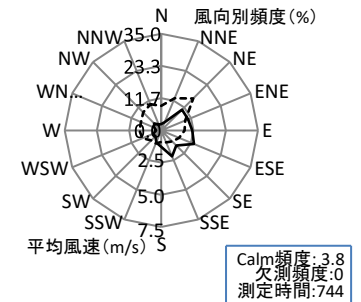 N
風向別頻度(%)
35.0
NNW
NNE
NW
NE
23.3
WN...
ENE
11.7
W
0.0
E
WSW
2.5
ESE
SW
5.0
SE
SSW
SSE
7.5
平均風速(m/s)
S
Calm頻度: 3.8
欠測頻度:0
測定時間:744